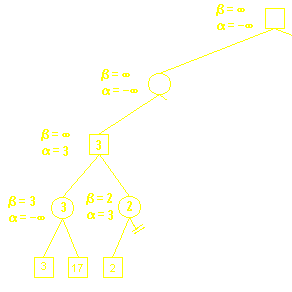 β = ∞
α = −∞
β = ∞
α = −∞
β = ∞
α = 3
3
β = 3
α = −∞
3
β = 2
α = 3
2
3
17
2